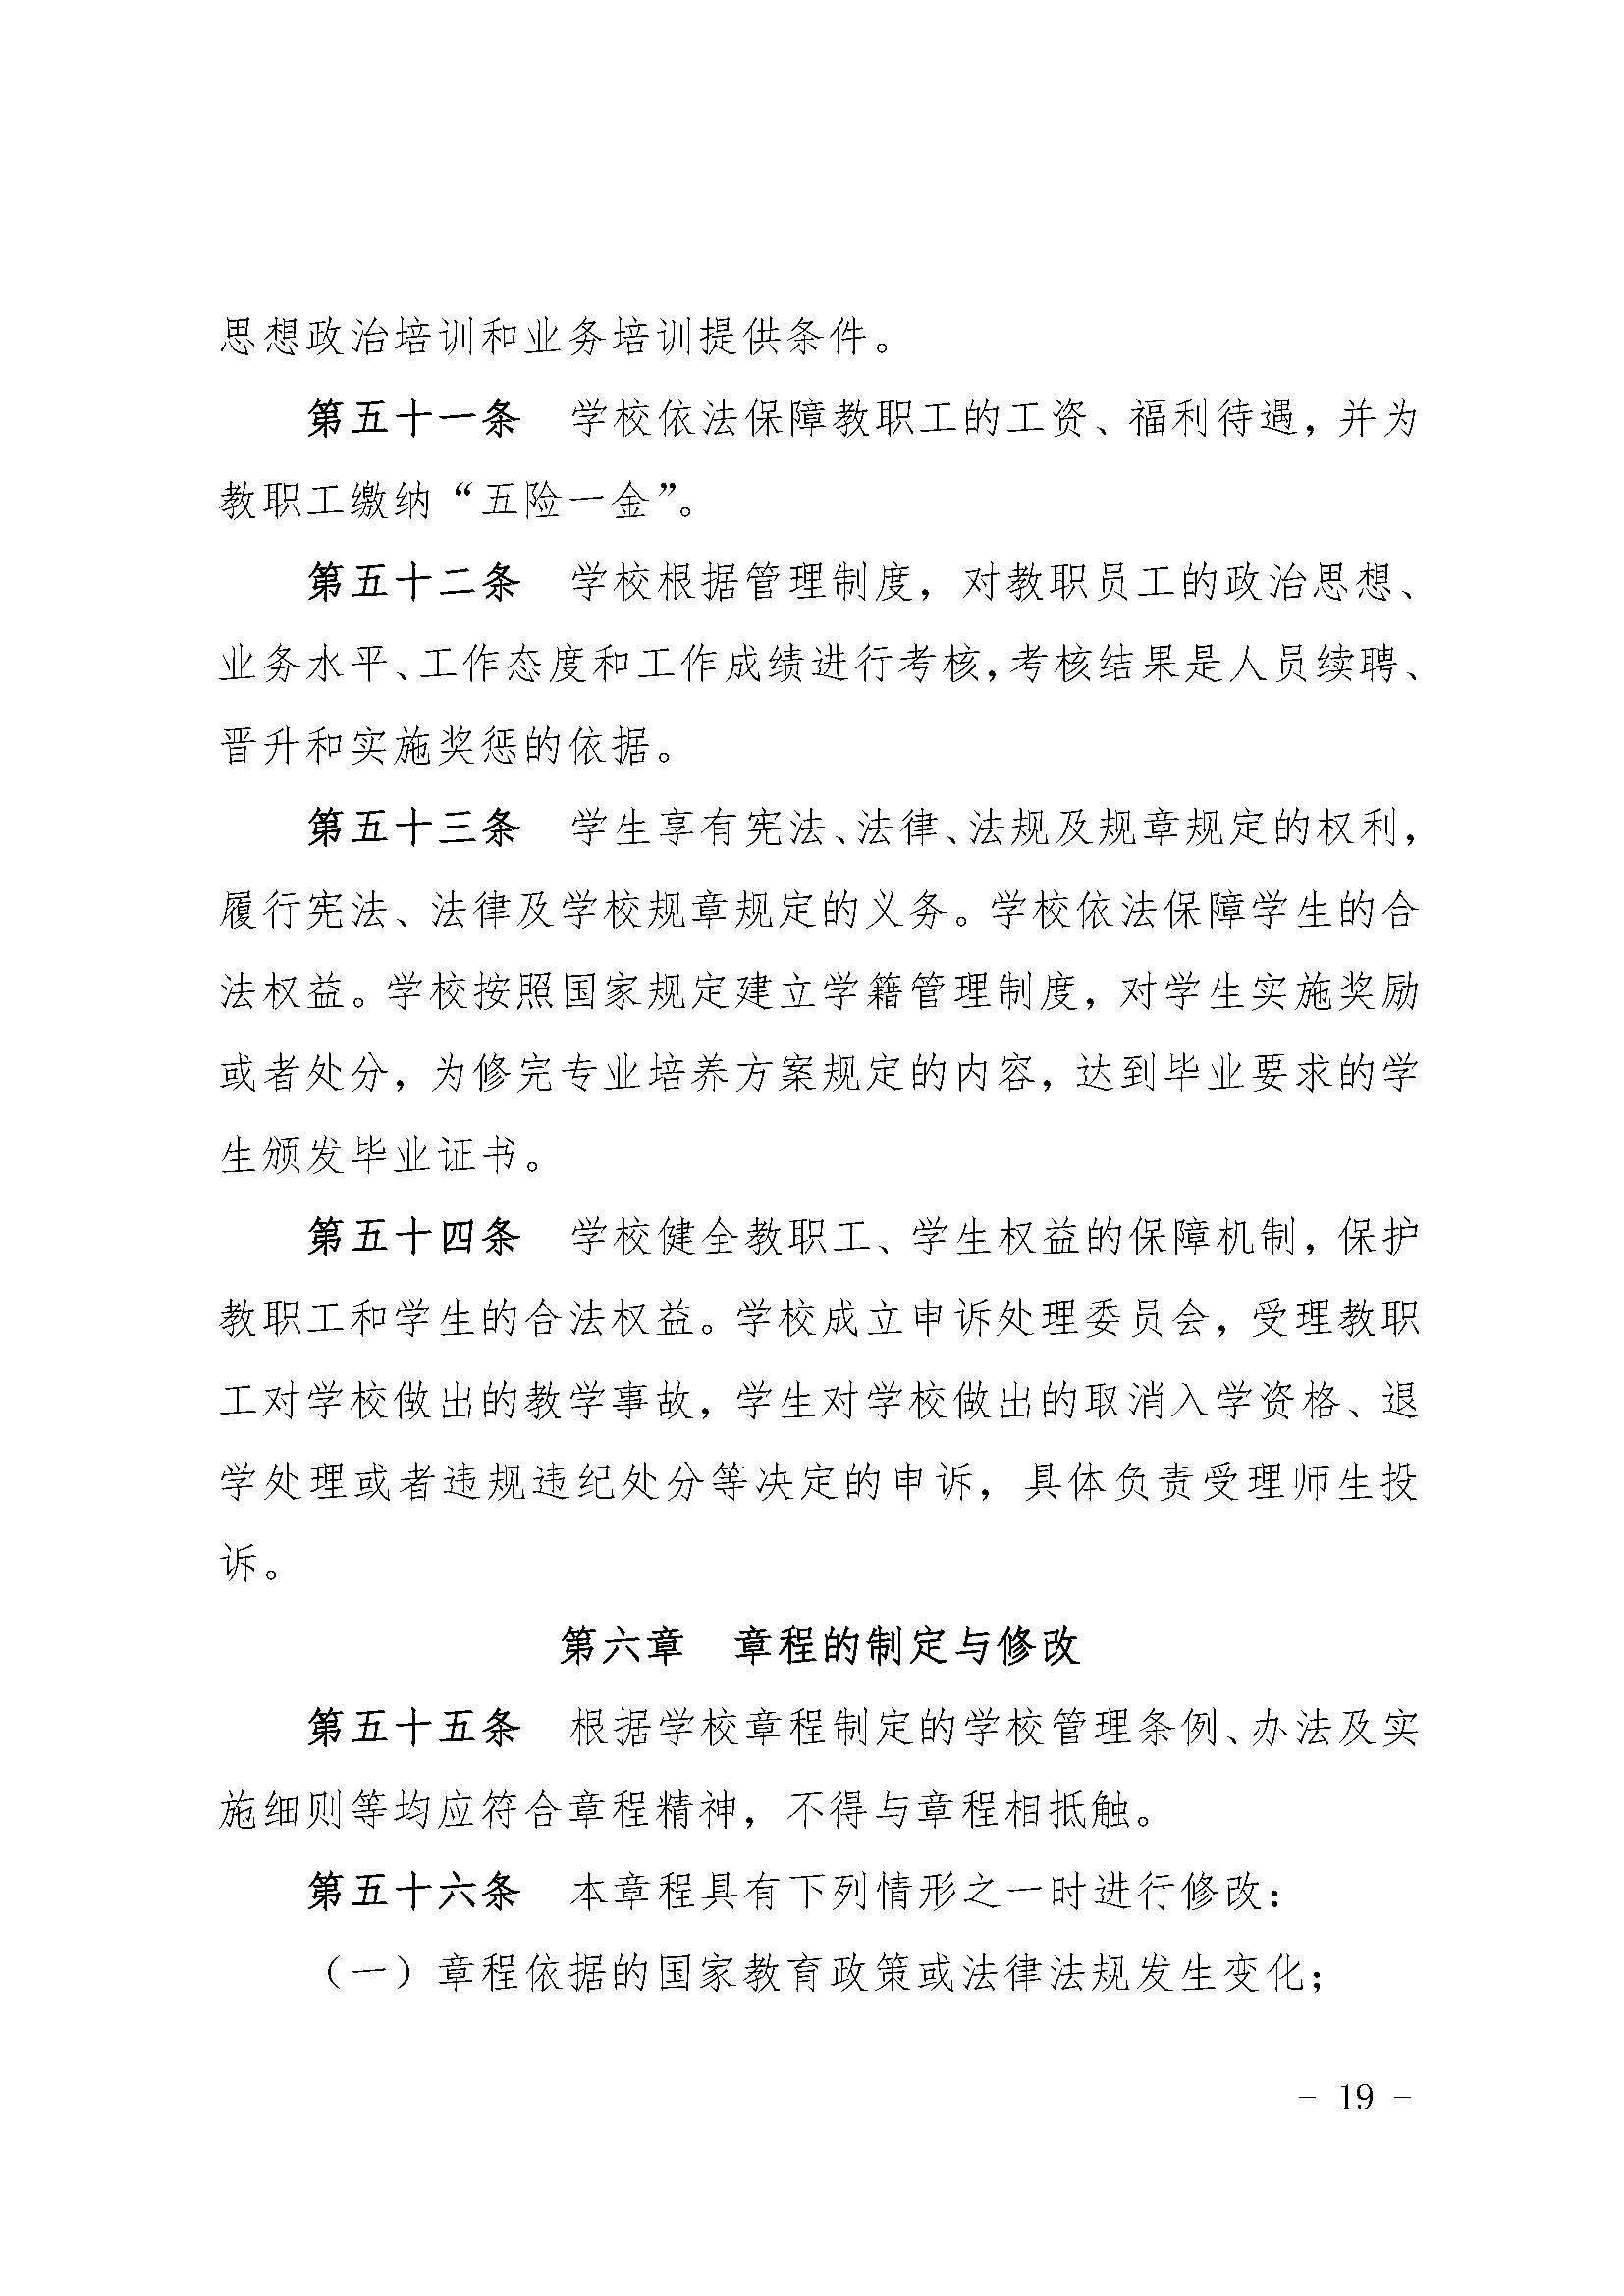 思想政治培训和业务培训提供条件。
第五十一条　学校依法保障教职工的工资、福利待遇，并为
教职工缴纳“五险一金”。
第五十二条　学校根据管理制度，对教职员工的政治思想、
业务水平、工作态度和工作成绩进行考核，考核结果是人员续聘、
晋升和实施奖惩的依据。
第五十三条　学生享有宪法、法律、法规及规章规定的权利，
履行宪法、法律及学校规章规定的义务。学校依法保障学生的合
法权益。学校按照国家规定建立学籍管理制度，对学生实施奖励
或者处分，为修完专业培养方案规定的内容，达到毕业要求的学
生颁发毕业证书。
第五十四条　学校健全教职工、学生权益的保障机制，保护
教职工和学生的合法权益。学校成立申诉处理委员会，受理教职
工对学校做出的教学事故，学生对学校做出的取消入学资格、退
学处理或者违规违纪处分等决定的申诉，具体负责受理师生投
诉。
第六章　章程的制定与修改
第五十五条　根据学校章程制定的学校管理条例、办法及实
施细则等均应符合章程精神，不得与章程相抵触。
第五十六条　本章程具有下列情形之一时进行修改：
（一）章程依据的国家教育政策或法律法规发生变化；
- 19 -